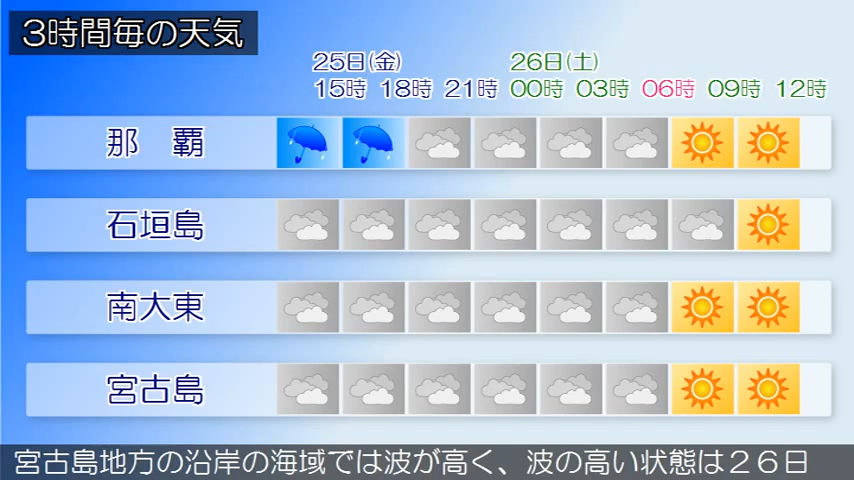 3時間毎の天気
25日(金) 26日(土)
15時 18時 21時 00時 03時 06時 09時 12時
那　覇
石垣島
南大東
宮古島
宮古島地方の沿岸の海域では波が高く、波の高い状態は２６日